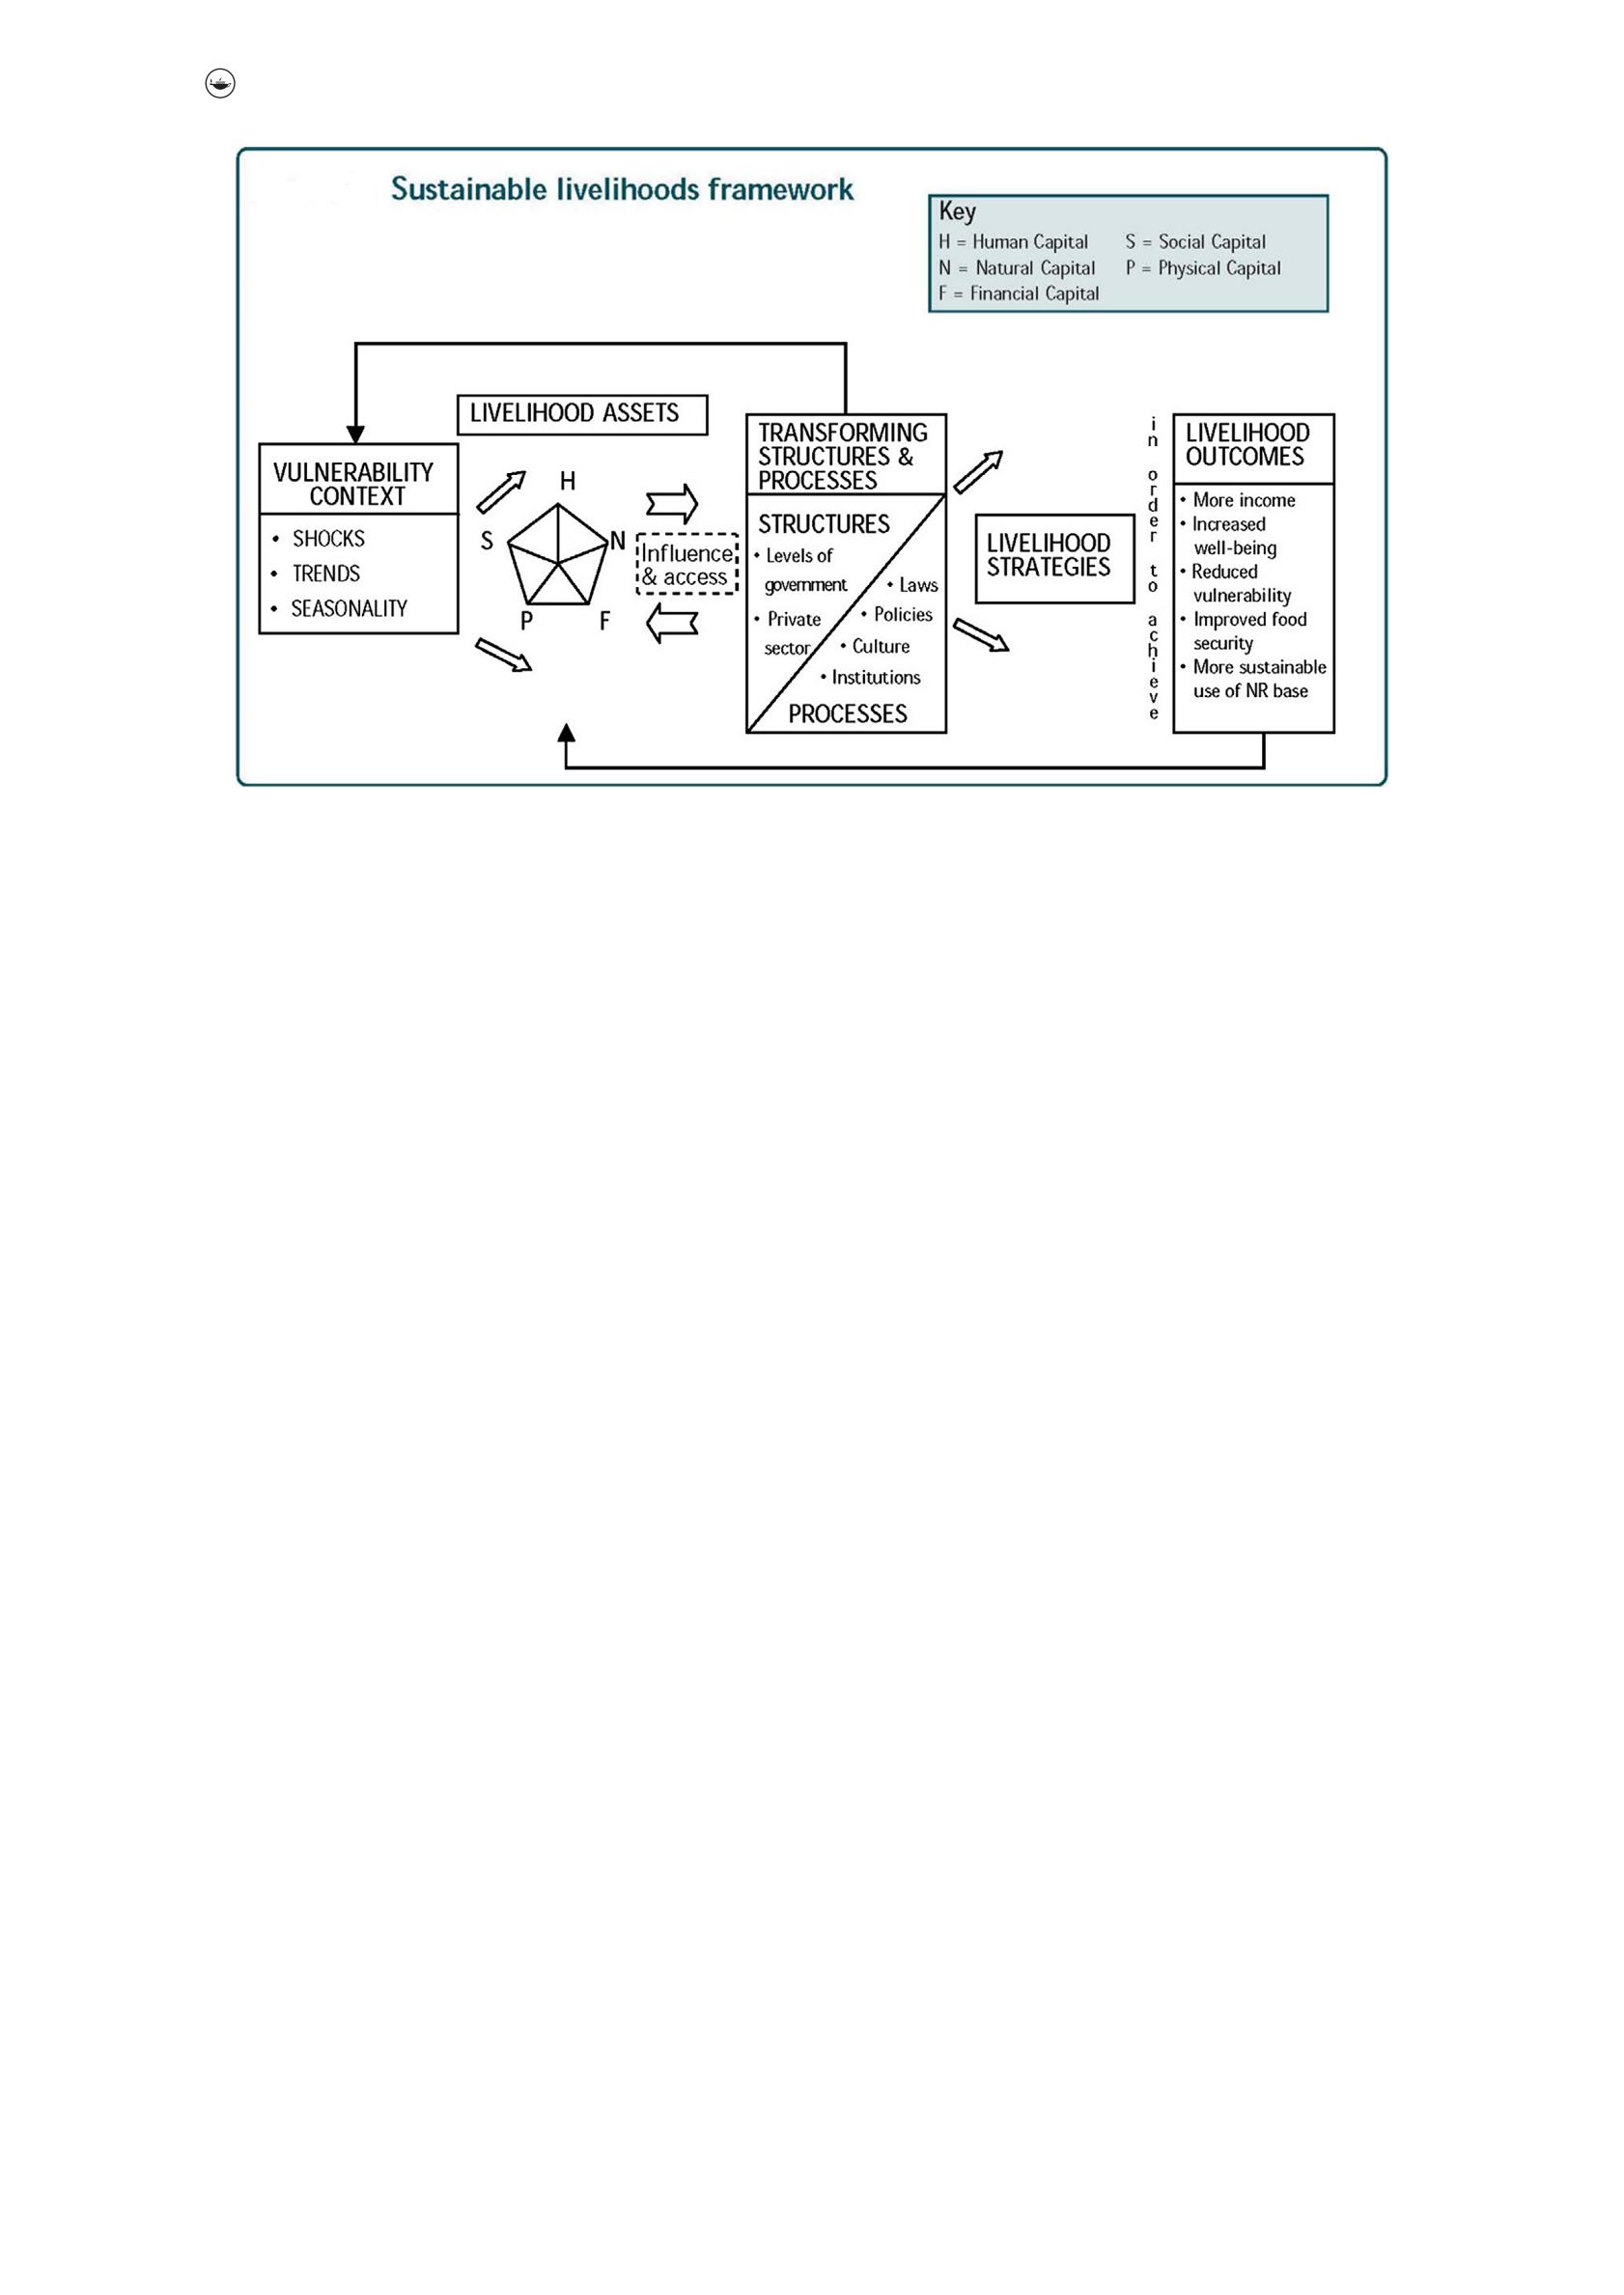 Sustainable livelihoods framework
Key
H = Human Capital S = Social Capital
N = Natural Capital P = Physical Capital
F = Financial Capital
LIVELIHOOD ASSETS
VULNERABILITY
CONTEXT
• SHOCKS
• TRENDS
• SEASONALITY
H
S
N
P
F
Influence
& access
TRANSFORMING
STRUCTURES &
PROCESSES
STRUCTURES
• Levels of
government
• Private
sector
• Laws
• Policies
• Culture
• Institutions
PROCESSES
LIVELIHOOD
STRATEGIES
in order to achieve
LIVELIHOOD
OUTCOMES
• More income
• Increased
well-being
• Reduced
vulnerability
• Improved food
security
• More sustainable
use of NR base